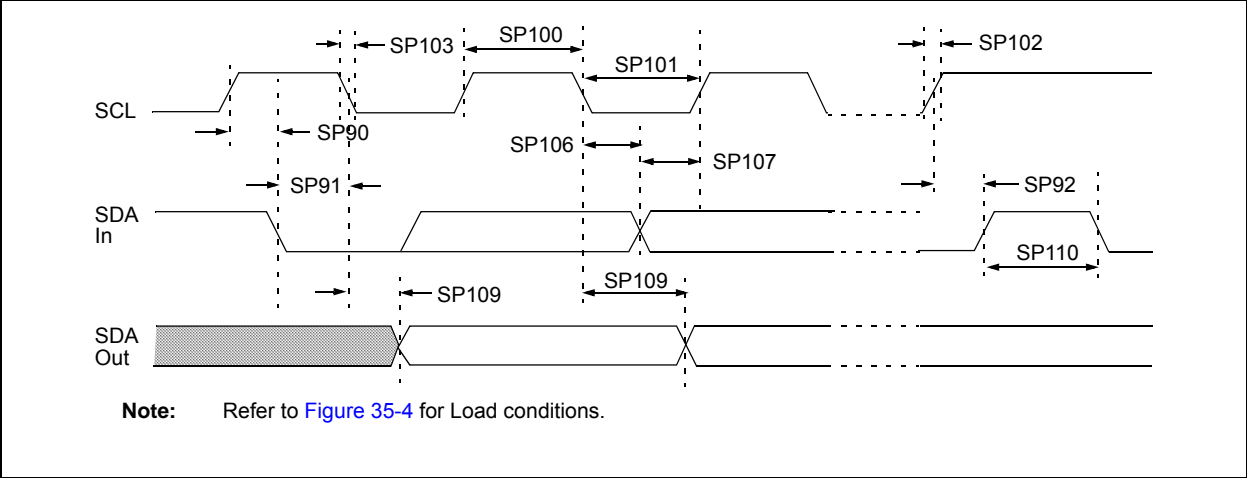 SP103
SP100
SP102
SP101
SCL
SP90
SP106
SP107
SP91
SP92
SDA
In
SP110
SP109
SP109
SDA
Out
Note: Refer to Figure 35-4 for Load conditions.